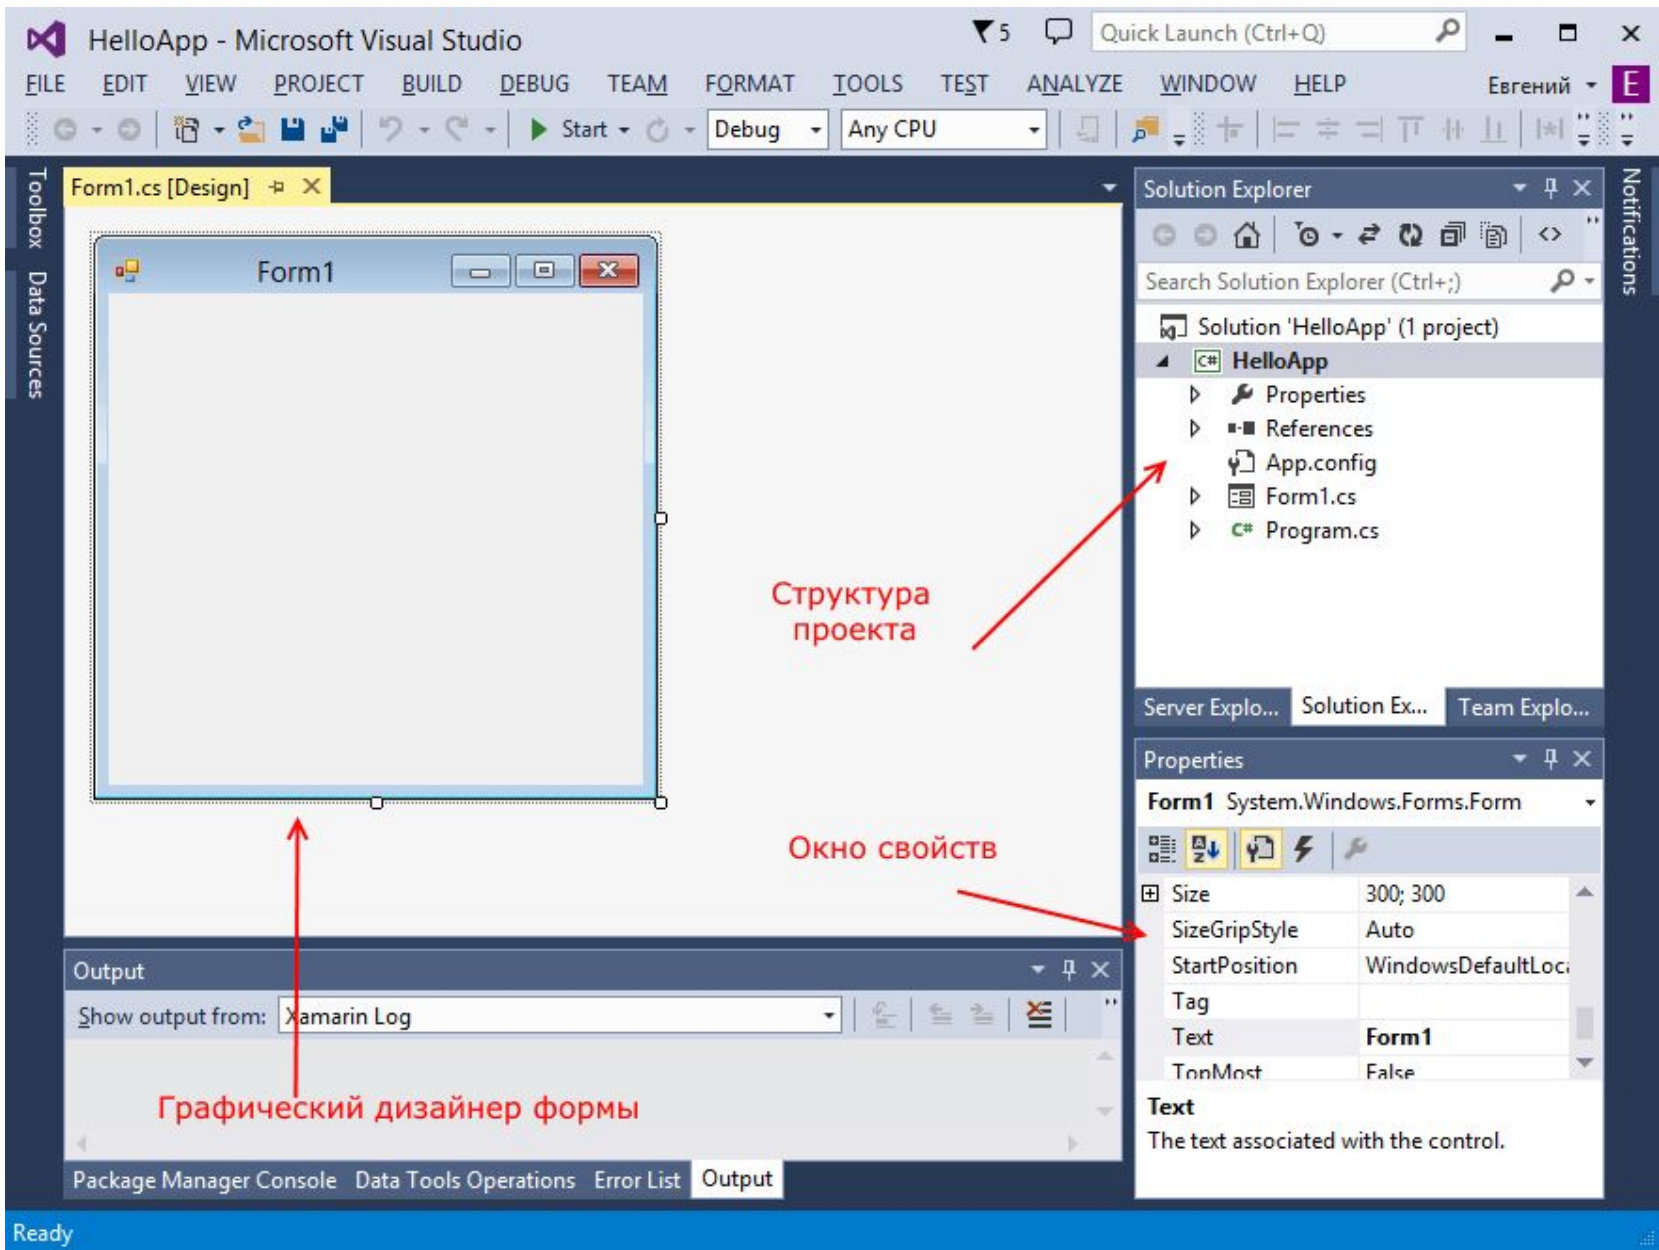 HelloApp - Microsoft Visual Studio
5
Quick Launch (Ctrl+Q)
FILE EDIT VIEW PROJECT BUILD DEBUG TEAM FORMAT TOOLS TEST ANALYZE WINDOW HELP
Евгений
E
Start
Debug
Any CPU
Toolbox
Data Sources
Form1.cs [Design]
Form1
Структура
проекта
Окно свойств
Solution Explorer
Search Solution Explorer (Ctrl+;)
Solution 'HelloApp' (1 project)
C# HelloApp
Properties
References
App.config
Form1.cs
C# Program.cs
Server Explo... Solution Ex... Team Explo...
Notifications
Properties
Form1 System.Windows.Forms.Form
Size 300; 300
SizeGripStyle Auto
StartPosition WindowsDefaultLoc
Tag
Text Form1
TopMost False
Text
The text associated with the control.
Output
Show output from: Xamarin Log
Графический дизайнер формы
Package Manager Console Data Tools Operations Error List Output
Ready